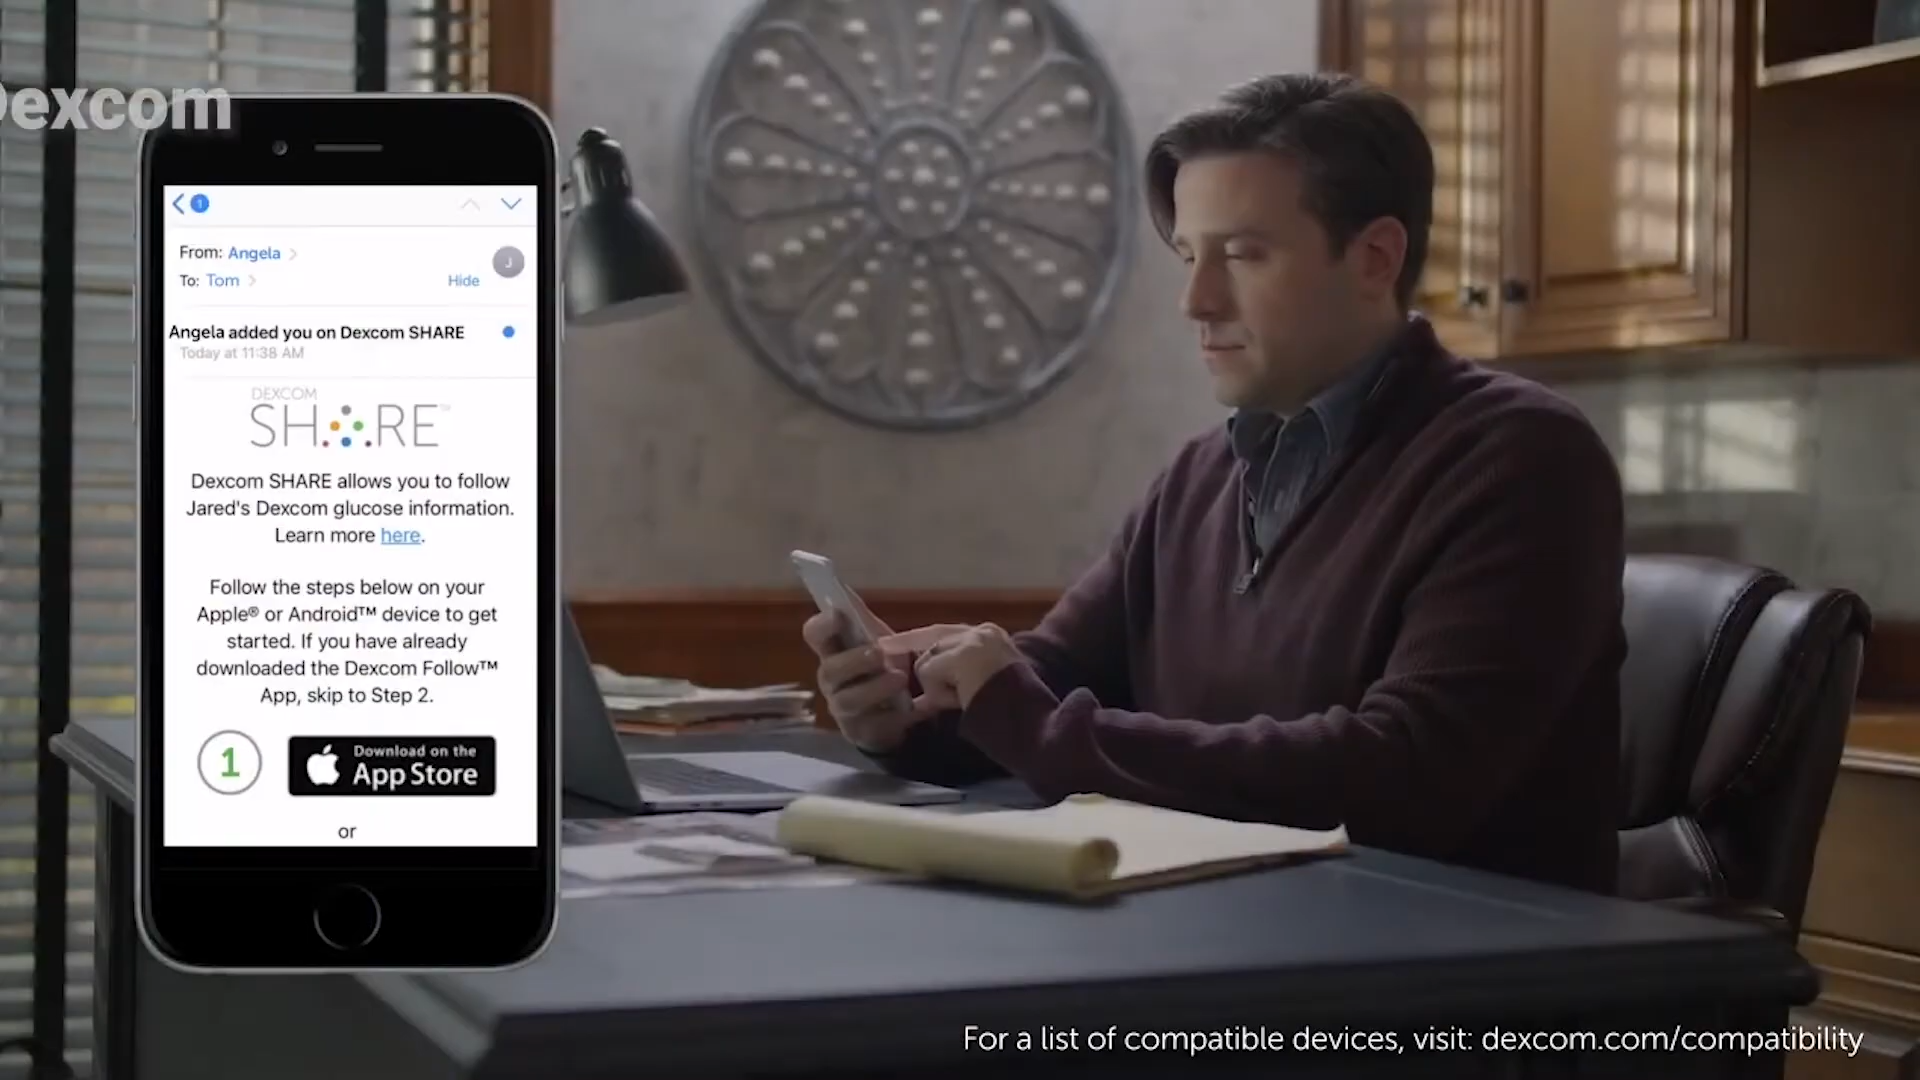 Dexcom
1
From: Angela
J
To: Tom
Hide
Angela added you on Dexcom SHARE
Today at 11:38 AM
DEXCOM
SHARE™
Dexcom SHARE allows you to follow
Jared's Dexcom glucose information.
Learn more here.
Follow the steps below on your
Apple® or Android™ device to get
started. If you have already
downloaded the Dexcom Follow™
App, skip to Step 2.
1
Download on the
App Store
or
For a list of compatible devices, visit: dexcom.com/compatibility